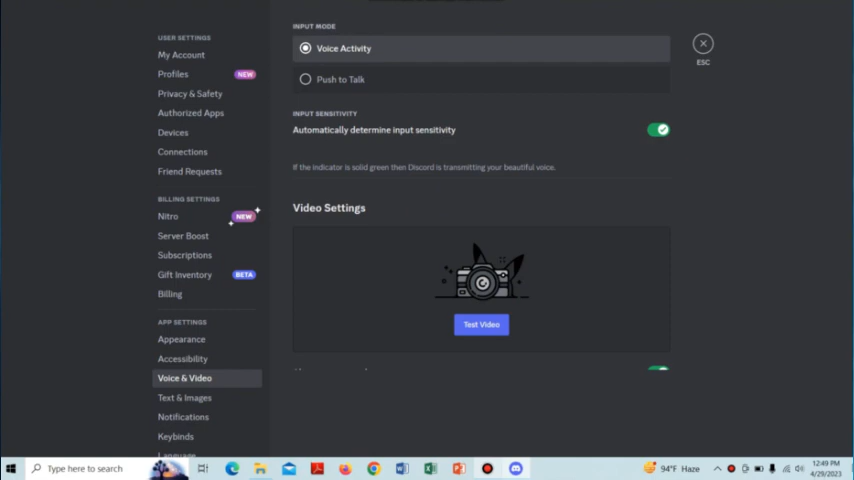 USER SETTINGS
My Account
Profiles NEW
Privacy & Safety
Authorized Apps
Devices
Connections
Friend Requests
BILLING SETTINGS
Nitro NEW
Server Boost
Subscriptions
Gift Inventory BETA
Billing
APP SETTINGS
Appearance
Accessibility
Voice & Video
Text & Images
Notifications
Keybinds
Language
INPUT MODE
Voice Activity
Push to Talk
INPUT SENSITIVITY
Automatically determine input sensitivity
If the indicator is solid green then Discord is transmitting your beautiful voice.
Video Settings
Test Video
ESC
Type here to search
94°F Haze
12:49 PM
4/29/2023